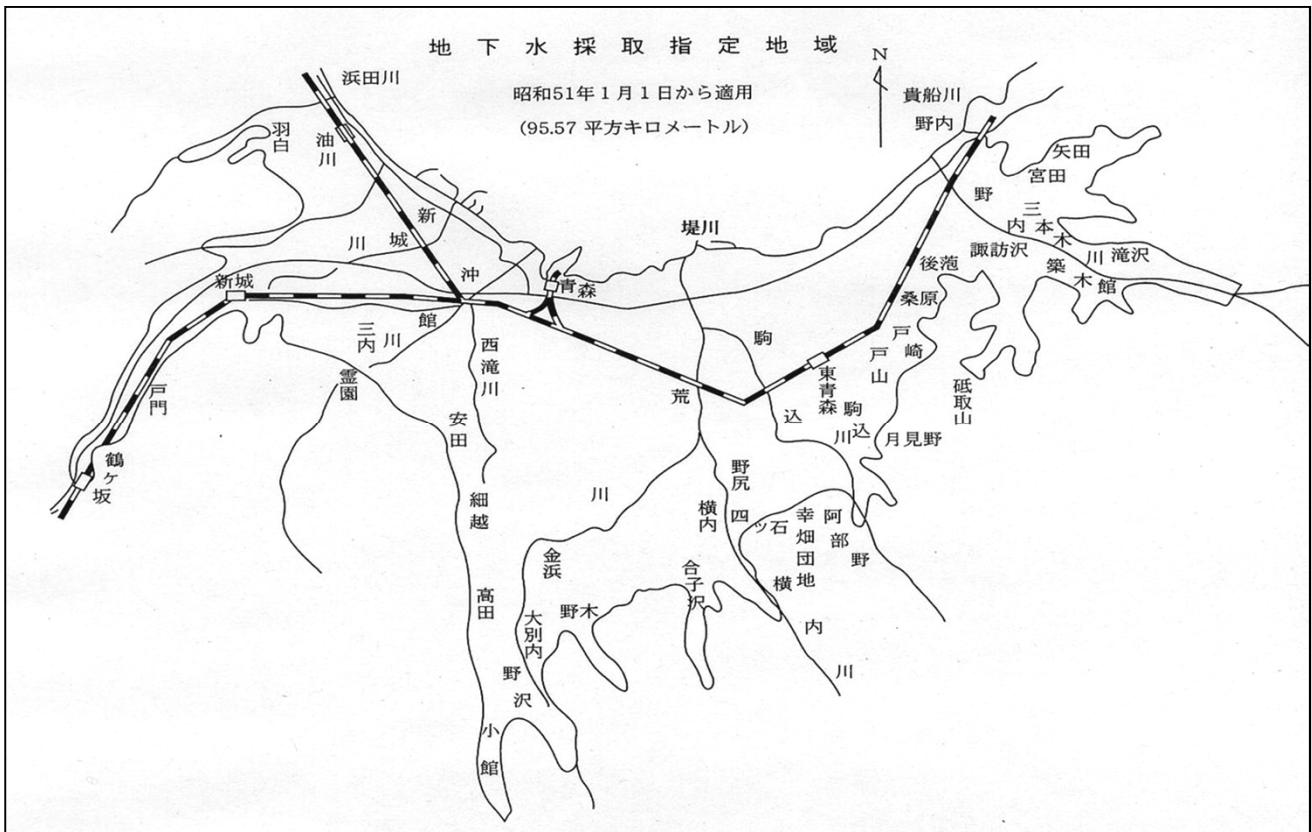 地下水採取指定地域
昭和51年1月1日から適用
(95.57 平方キロメートル)
N
浜田川
油川
羽白
新城川
新城
沖館川
三内
霊園
戸門
鶴ヶ坂
青森
西滝川
安田
細越
高田
小館
野沢
大別内
金浜
野木
合子沢
荒川
堤川
駒込川
東青森
駒込
月見野
戸山
戸崎
桑原
後萢
諏訪沢
砥取山
貴船川
野内
野内川
矢田
宮田
三本木
滝沢
築木館
野尻
横内
四ッ石
幸畑団地
阿部野
横内川